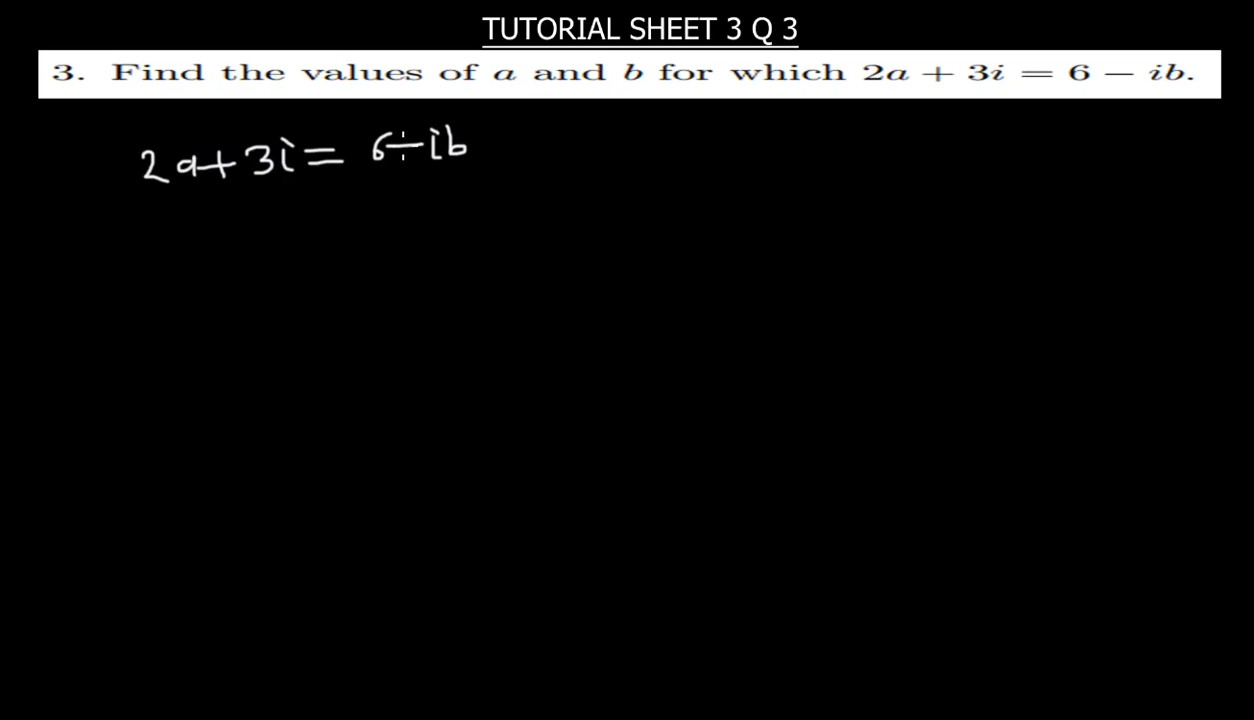 TUTORIAL SHEET 3 Q 3
3. Find the values of a and b for which 2a + 3i = 6 − ib.
2a+3i= 6-ib